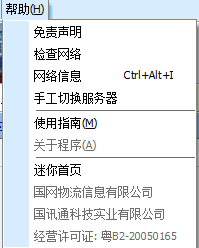 帮助(H)
免责声明
检查网络
网络信息 Ctrl+Alt+I
手工切换服务器
使用指南(M)
关于程序(A)
迷你首页
国网物流信息有限公司
国讯通科技实业有限公司
经营许可证: 粤B2-20050165